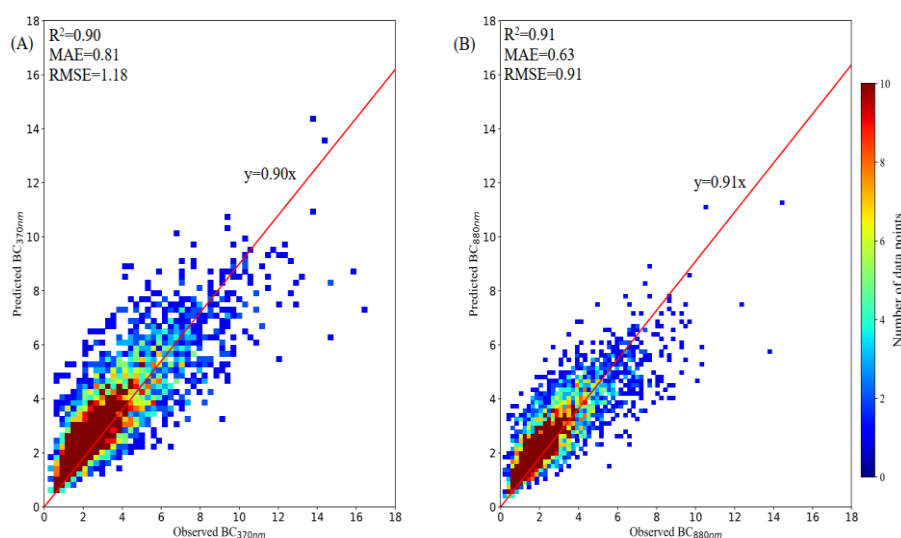 (A)
R²=0.90
MAE=0.81
RMSE=1.18
y=0.90x
18
16
14
12
10
8
6
4
2
0
Predicted BC370nm
0 2 4 6 8 10 12 14 16 18
Observed BC370nm
(B)
R²=0.91
MAE=0.63
RMSE=0.91
y=0.91x
18
16
14
12
10
8
6
4
2
0
Predicted BC880nm
0 2 4 6 8 10 12 14 16 18
Observed BC880nm
10
8
6
4
2
0
Number of data points